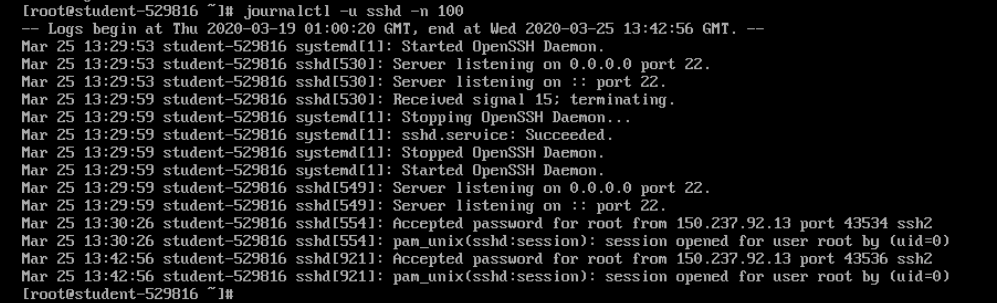 [root@student-529816 ~]# journalctl -u sshd -n 100
-- Logs begin at Thu 2020-03-19 01:00:20 GMT, end at Wed 2020-03-25 13:42:56 GMT. --
Mar 25 13:29:53 student-529816 systemd[1]: Started OpenSSH Daemon.
Mar 25 13:29:53 student-529816 sshd[530]: Server listening on 0.0.0.0 port 22.
Mar 25 13:29:53 student-529816 sshd[530]: Server listening on :: port 22.
Mar 25 13:29:59 student-529816 sshd[530]: Received signal 15; terminating.
Mar 25 13:29:59 student-529816 systemd[1]: Stopping OpenSSH Daemon...
Mar 25 13:29:59 student-529816 systemd[1]: sshd.service: Succeeded.
Mar 25 13:29:59 student-529816 systemd[1]: Stopped OpenSSH Daemon.
Mar 25 13:29:59 student-529816 systemd[1]: Started OpenSSH Daemon.
Mar 25 13:29:59 student-529816 sshd[549]: Server listening on 0.0.0.0 port 22.
Mar 25 13:29:59 student-529816 sshd[549]: Server listening on :: port 22.
Mar 25 13:30:26 student-529816 sshd[554]: Accepted password for root from 150.237.92.13 port 43534 ssh2
Mar 25 13:30:26 student-529816 sshd[554]: pam_unix(sshd:session): session opened for user root by (uid=0)
Mar 25 13:42:56 student-529816 sshd[921]: Accepted password for root from 150.237.92.13 port 43536 ssh2
Mar 25 13:42:56 student-529816 sshd[921]: pam_unix(sshd:session): session opened for user root by (uid=0)
[root@student-529816 ~]#